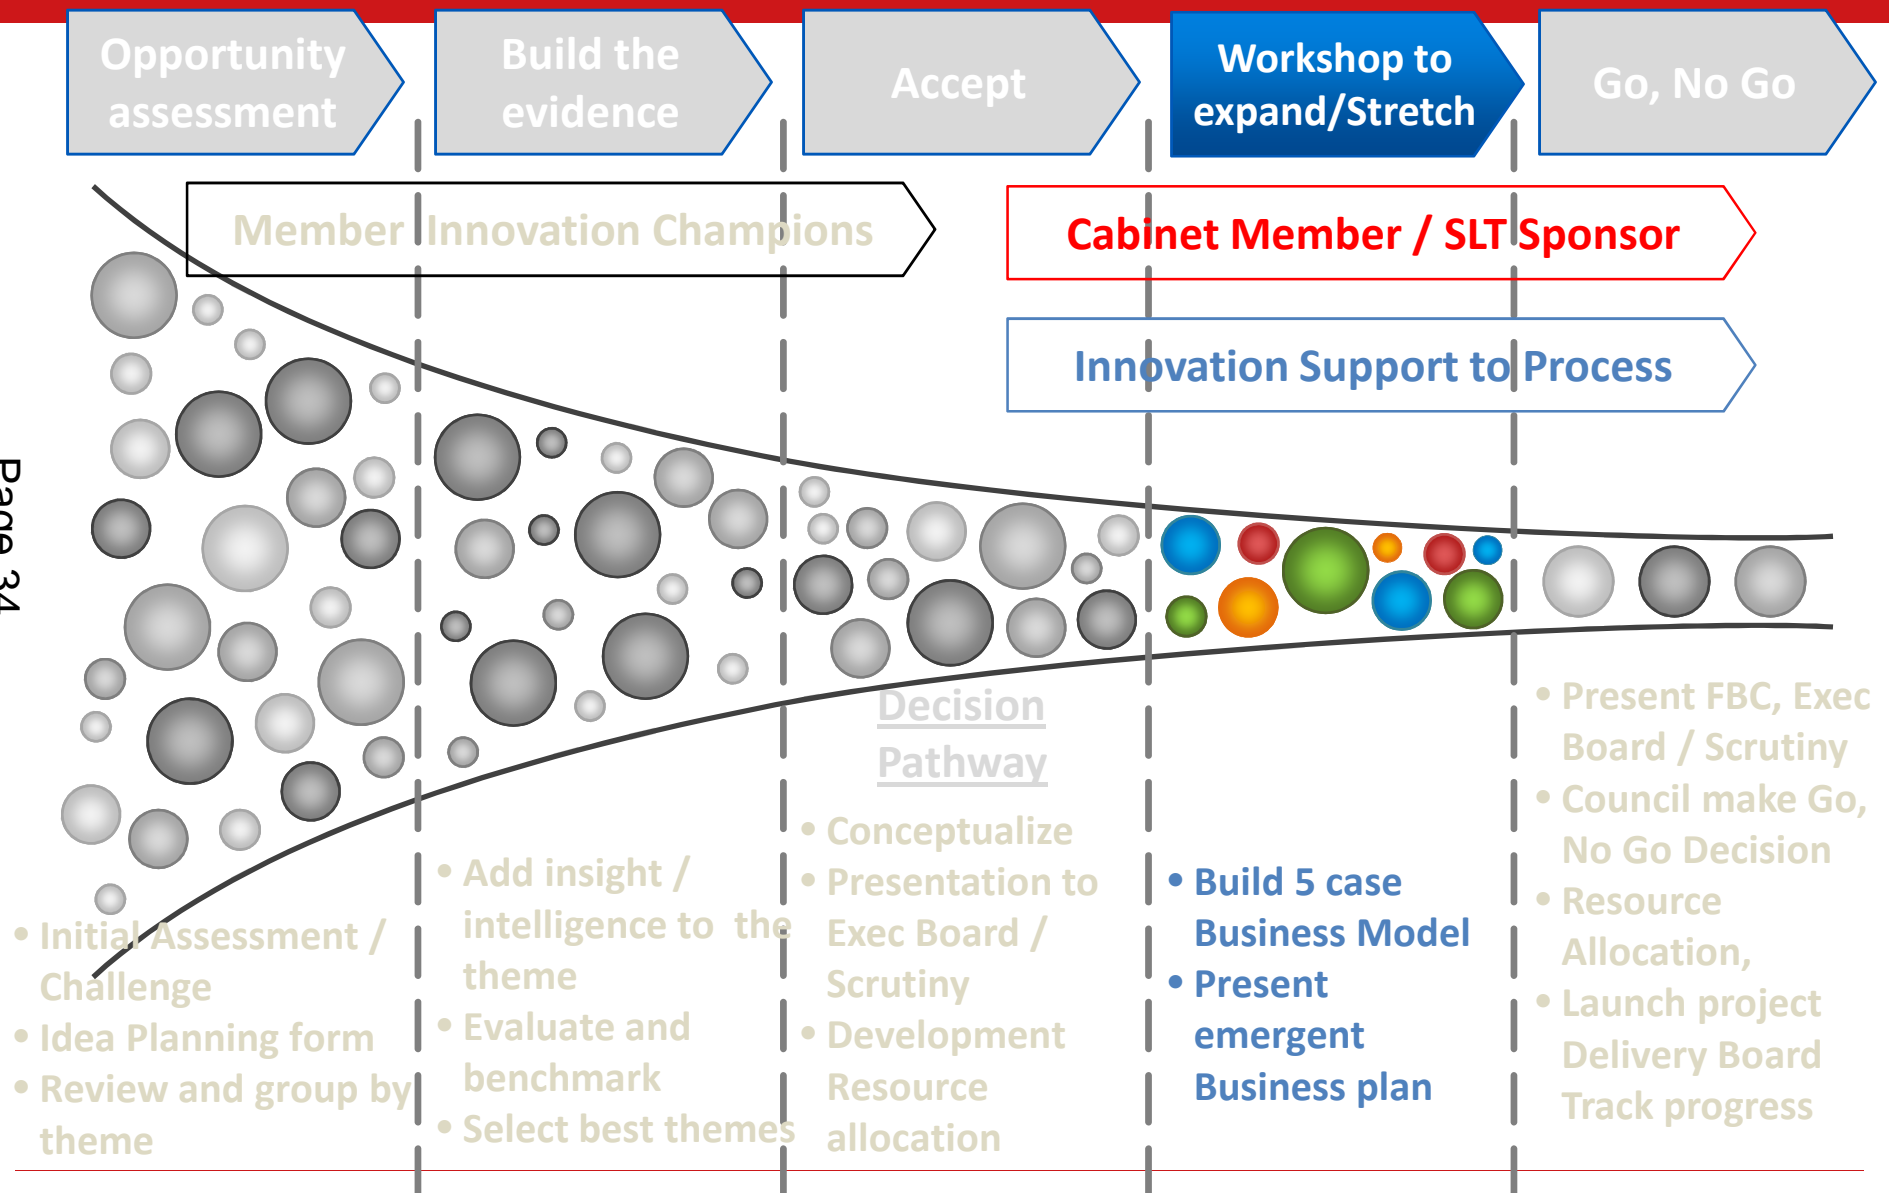 Opportunity
assessment
Build the
evidence
Accept
Workshop to
expand/Stretch
Go, No Go
Member Innovation Champions
Cabinet Member / SLT Sponsor
Innovation Support to Process
Page 34
• Initial Assessment /
Challenge
• Idea Planning form
• Review and group by
theme
• Add insight /
intelligence to the
theme
• Evaluate and
benchmark
• Select best themes
Decision
Pathway
• Conceptualize
• Presentation to
Exec Board /
Scrutiny
• Development
Resource
allocation
• Build 5 case
Business Model
• Present
emergent
Business plan
• Present FBC, Exec
Board / Scrutiny
• Council make Go,
No Go Decision
• Resource
Allocation,
• Launch project
Delivery Board
Track progress